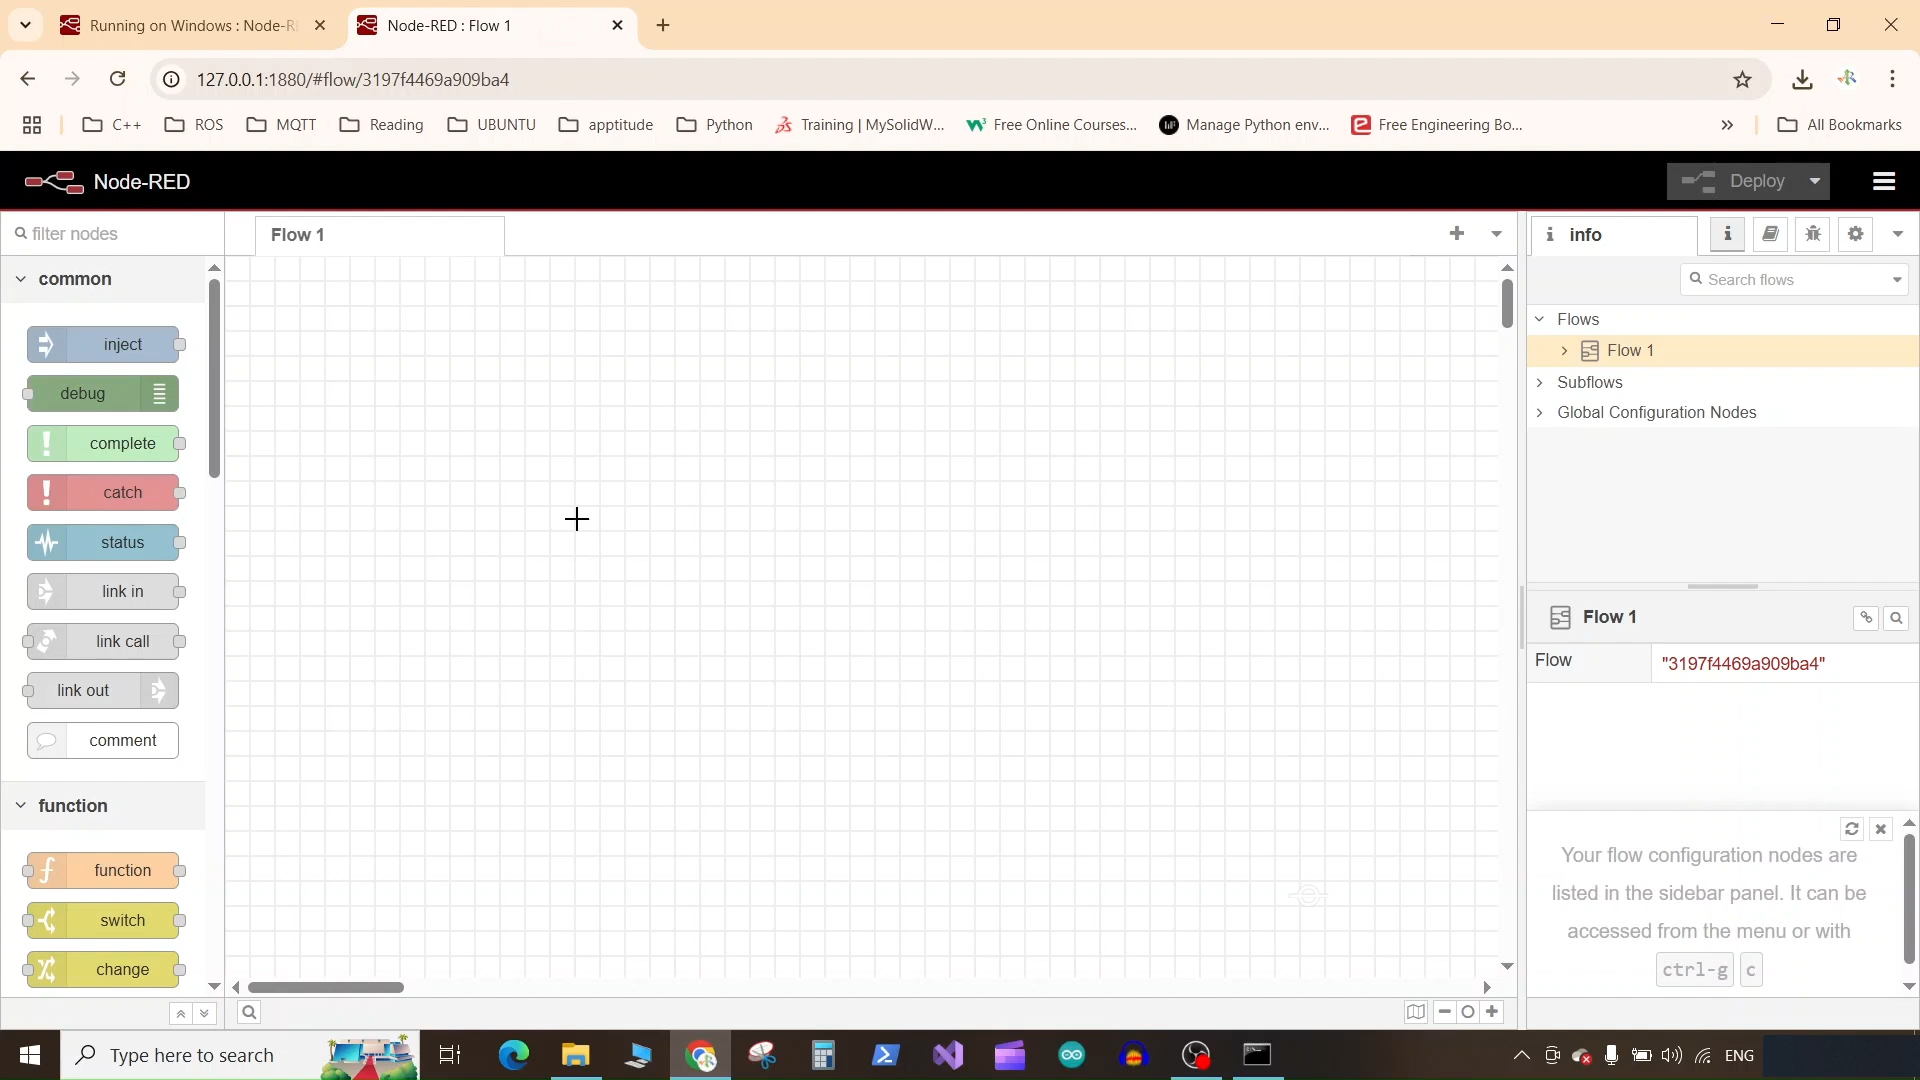 Running on Windows : Node-R
Node-RED : Flow 1
127.0.0.1:1880/#flow/3197f4469a909ba4
C++
ROS
MQTT
Reading
UBUNTU
apptitude
Python
Training | MySolidW...
Free Online Courses...
Manage Python env...
Free Engineering Bo...
All Bookmarks
Node-RED
Deploy
filter nodes
Flow 1
info
common
Search flows
Flows
Flow 1
Subflows
Global Configuration Nodes
inject
debug
complete
catch
status
link in
link call
link out
comment
function
function
switch
change
Flow 1
Flow
"3197f4469a909ba4"
Your flow configuration nodes are
listed in the sidebar panel. It can be
accessed from the menu or with
ctrl-g c
Type here to search
ENG